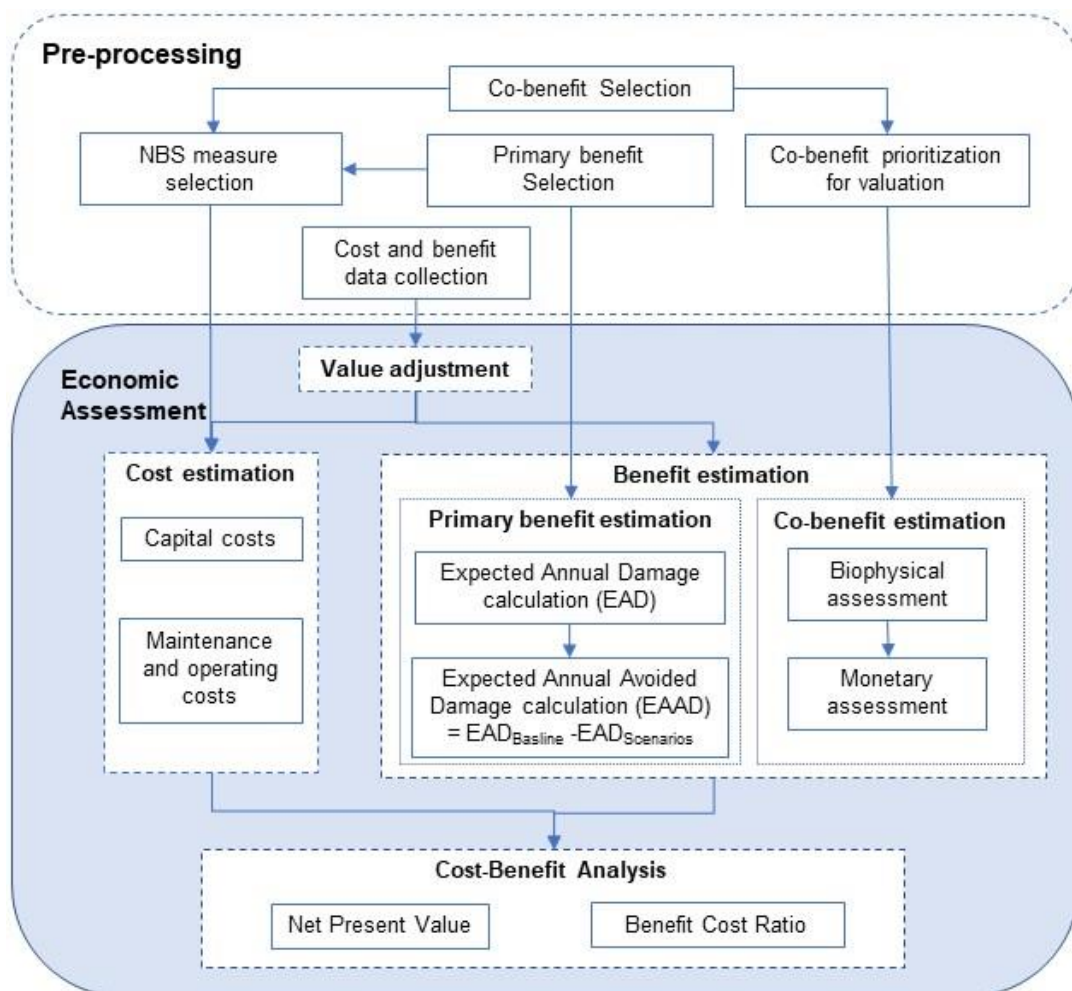 Pre-processing
Co-benefit Selection
NBS measure
selection
Primary benefit
Selection
Co-benefit prioritization
for valuation
Cost and benefit
data collection
Value adjustment
Economic
Assessment
Cost estimation
Capital costs
Maintenance
and operating
costs
Benefit estimation
Primary benefit estimation
Expected Annual Damage
calculation (EAD)
Expected Annual Avoided
Damage calculation (EAAD)
= EADBasline -EADScenarios
Co-benefit estimation
Biophysical
assessment
Monetary
assessment
Cost-Benefit Analysis
Net Present Value
Benefit Cost Ratio